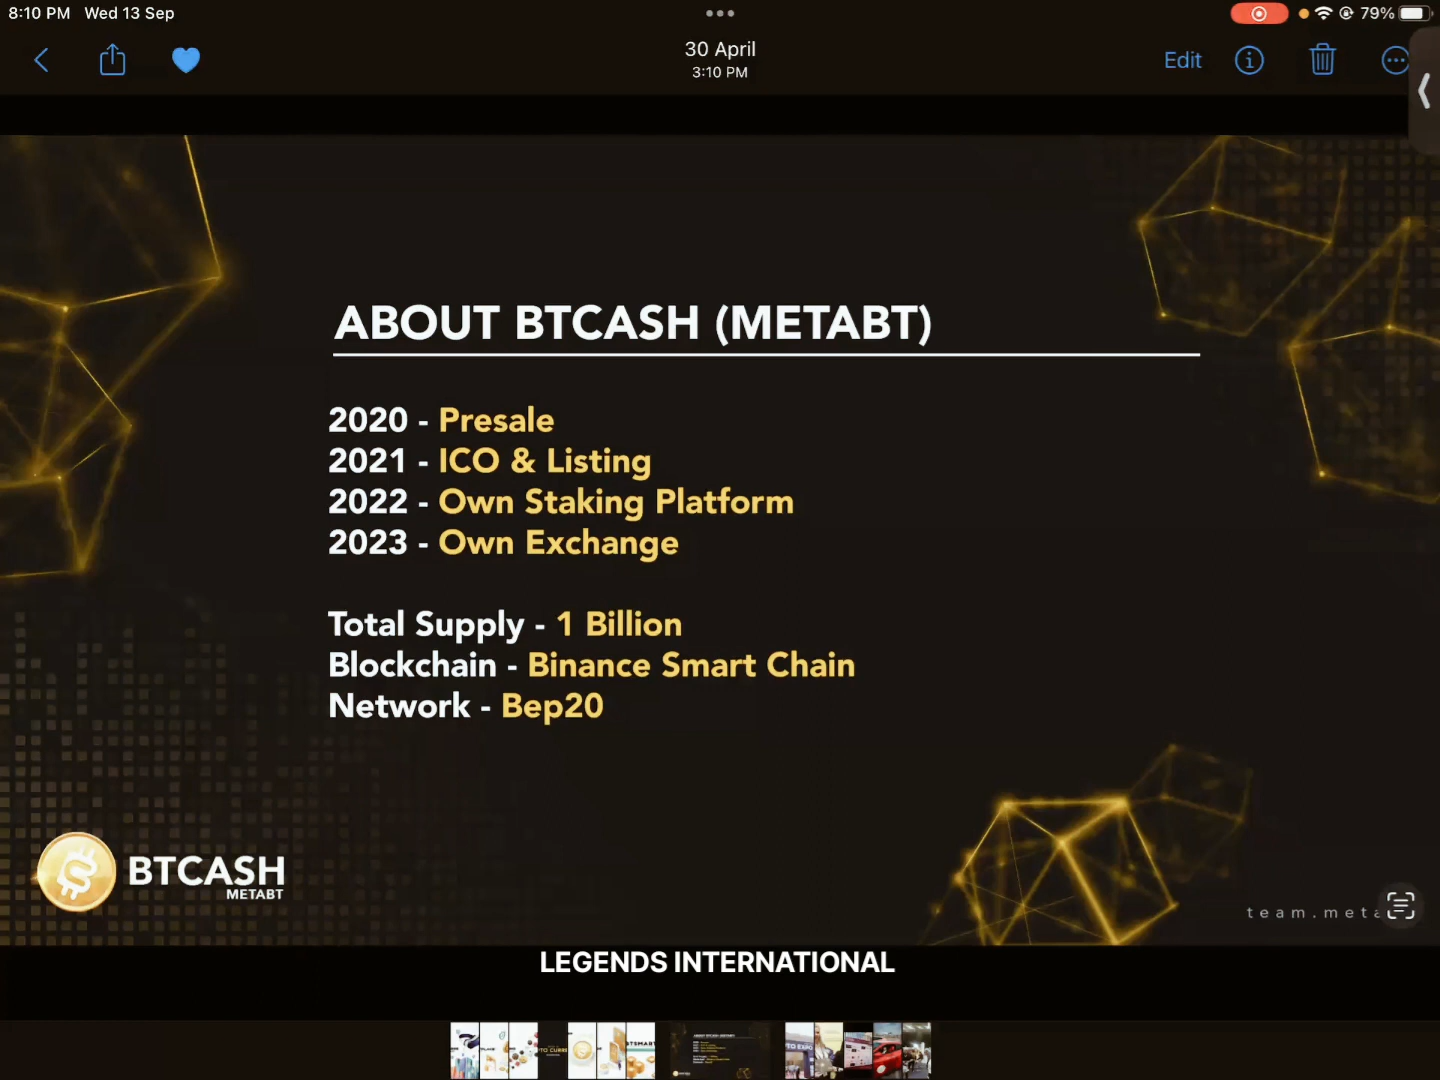 8:10 PM Wed 13 Sep
79%
30 April
3:10 PM
Edit
ABOUT BTCASH (METABT)
2020 - Presale
2021 - ICO & Listing
2022 - Own Staking Platform
2023 - Own Exchange
Total Supply - 1 Billion
Blockchain - Binance Smart Chain
Network - Bep20
BTCASH
METABT
team.meta
LEGENDS INTERNATIONAL